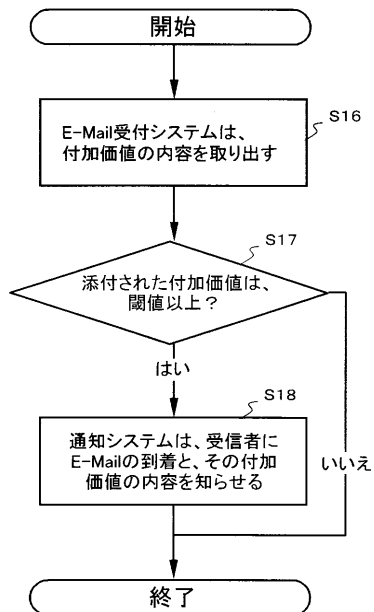 開始
S16
E-Mail受付システムは、
付加価値の内容を取り出す
S17
添付された付加価値は、
閾値以上？
はい
S18
通知システムは、受信者に
E-Mailの到着と、その付加
価値の内容を知らせる
いいえ
終了